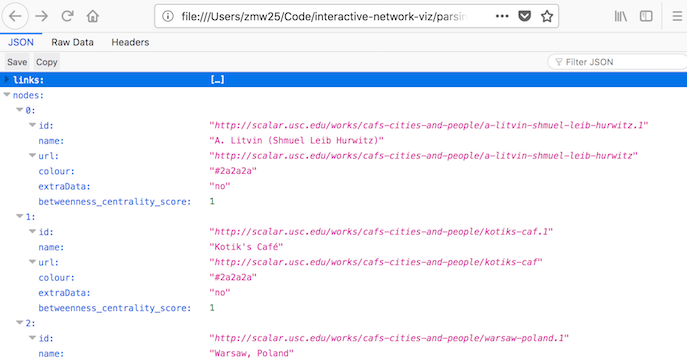 file:///Users/zmw25/Code/interactive-network-viz/parsin
JSON Raw Data Headers
Save Copy Filter JSON
links: […]
nodes:
0:
id: "http://scalar.usc.edu/works/cafs-cities-and-people/a-litvin-shmuel-leib-hurwitz.1"
name: "A. Litvin (Shmuel Leib Hurwitz)"
url: "http://scalar.usc.edu/works/cafs-cities-and-people/a-litvin-shmuel-leib-hurwitz"
colour: "#2a2a2a"
extraData: "no"
betweenness_centrality_score: 1
1:
id: "http://scalar.usc.edu/works/cafs-cities-and-people/kotiks-caf.1"
name: "Kotik's Café"
url: "http://scalar.usc.edu/works/cafs-cities-and-people/kotiks-caf"
colour: "#2a2a2a"
extraData: "no"
betweenness_centrality_score: 1
2:
id: "http://scalar.usc.edu/works/cafs-cities-and-people/warsaw-poland.1"
name: "Warsaw, Poland"